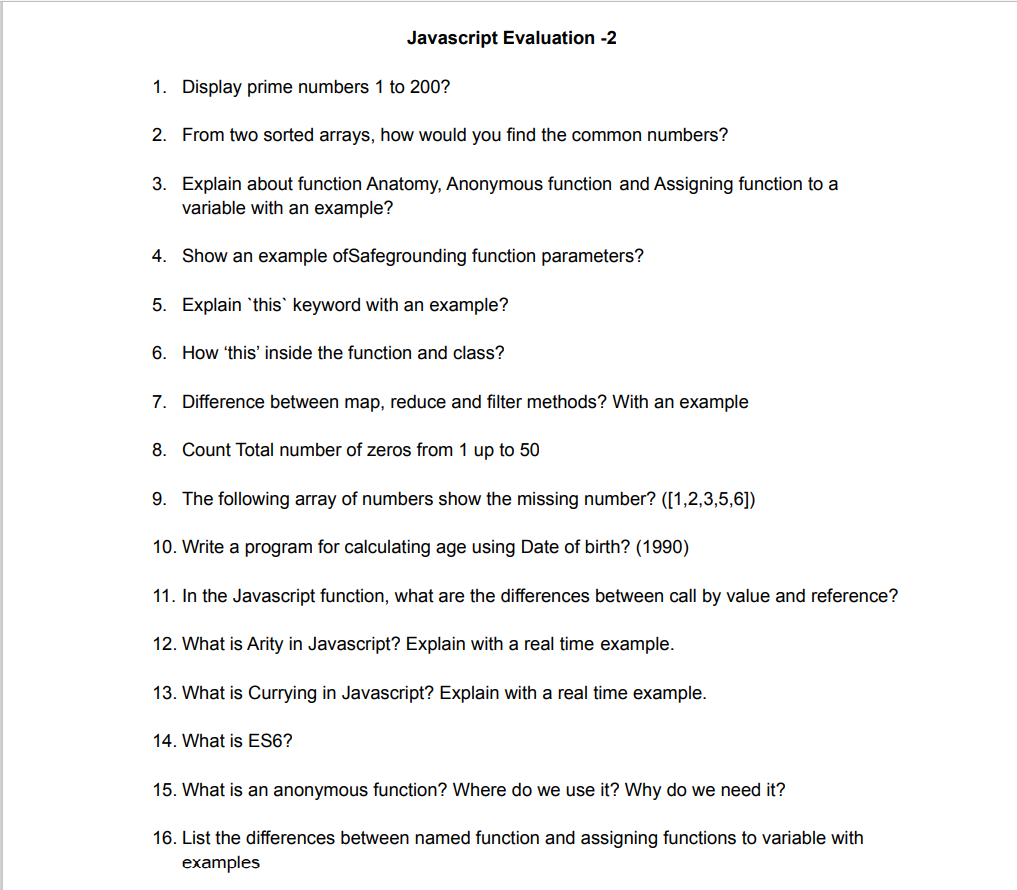 Javascript Evaluation -2
1. Display prime numbers 1 to 200?
2. From two sorted arrays, how would you find the common numbers?
3. Explain about function Anatomy, Anonymous function and Assigning function to a
variable with an example?
4. Show an example ofSafegrounding function parameters?
5. Explain `this` keyword with an example?
6. How ‘this’ inside the function and class?
7. Difference between map, reduce and filter methods? With an example
8. Count Total number of zeros from 1 up to 50
9. The following array of numbers show the missing number? ([1,2,3,5,6])
10. Write a program for calculating age using Date of birth? (1990)
11. In the Javascript function, what are the differences between call by value and reference?
12. What is Arity in Javascript? Explain with a real time example.
13. What is Currying in Javascript? Explain with a real time example.
14. What is ES6?
15. What is an anonymous function? Where do we use it? Why do we need it?
16. List the differences between named function and assigning functions to variable with
examples